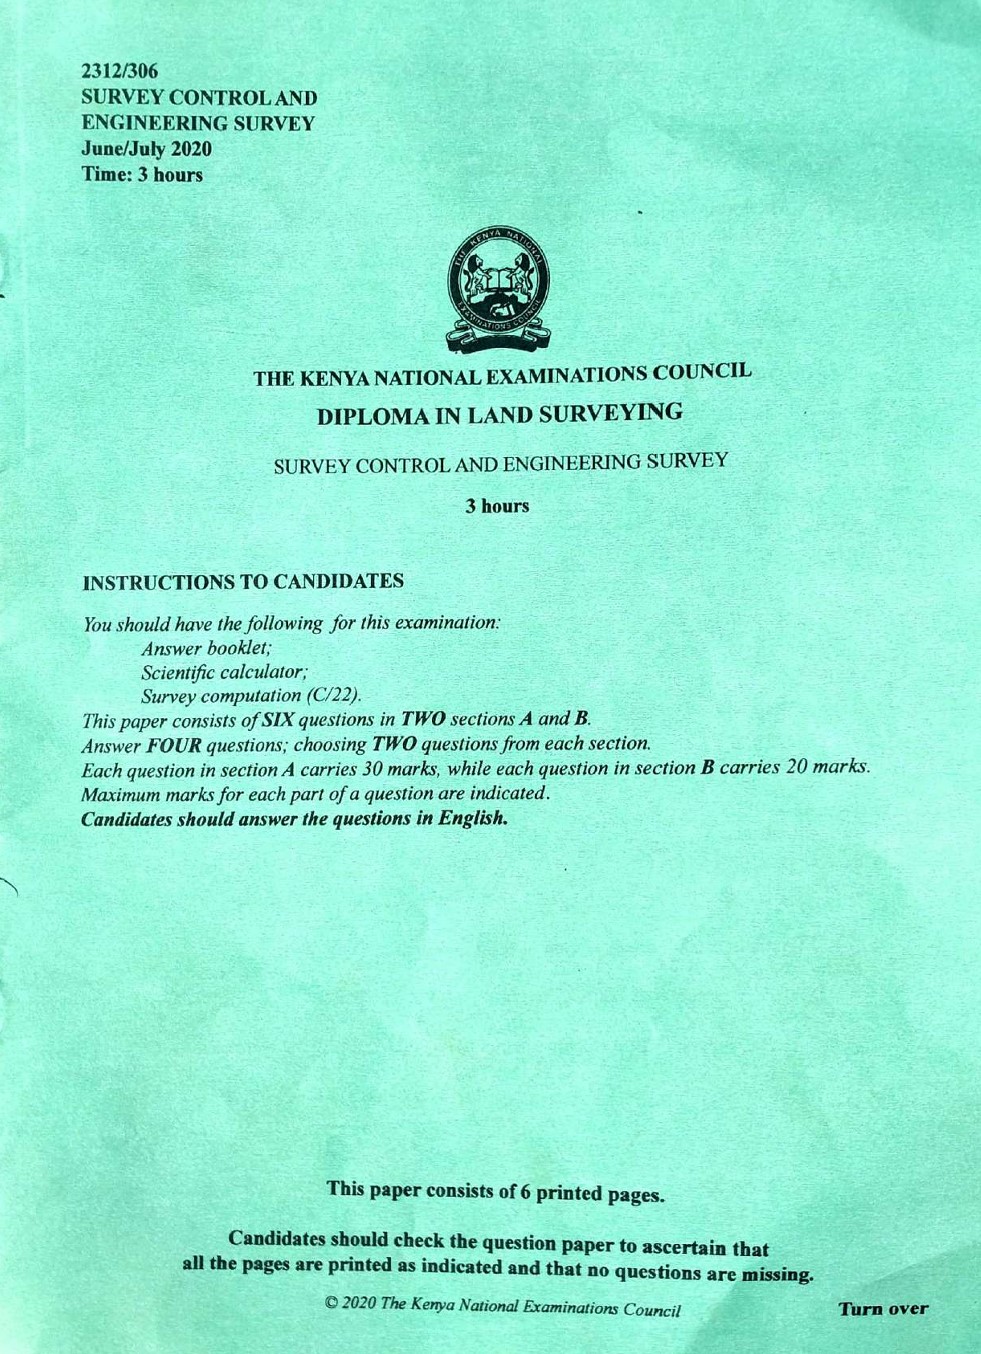 2312/306
SURVEY CONTROL AND
ENGINEERING SURVEY
June/July 2020
Time: 3 hours
THE KENYA NATIONAL
EXAMINATIONS COUNCIL
THE KENYA NATIONAL EXAMINATIONS COUNCIL
DIPLOMA IN LAND SURVEYING
SURVEY CONTROL AND ENGINEERING SURVEY
3 hours
INSTRUCTIONS TO CANDIDATES
You should have the following for this examination:
Answer booklet;
Scientific calculator;
Survey computation (C/22).
This paper consists of SIX questions in TWO sections A and B.
Answer FOUR questions; choosing TWO questions from each section.
Each question in section A carries 30 marks, while each question in section B carries 20 marks.
Maximum marks for each part of a question are indicated.
Candidates should answer the questions in English.
This paper consists of 6 printed pages.
Candidates should check the question paper to ascertain that
all the pages are printed as indicated and that no questions are missing.
© 2020 The Kenya National Examinations Council
Turn over